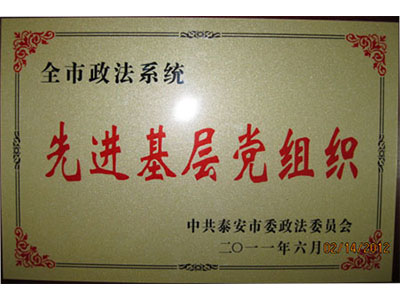 全市政法系统
先进基层党组织
中共泰安市委政法委员会
二〇一一年六月
02/14/2012